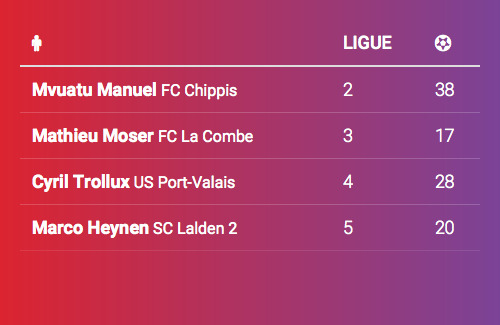 LIGUE
Mvuatu Manuel FC Chippis 2 38
Mathieu Moser FC La Combe 3 17
Cyril Trollux US Port-Valais 4 28
Marco Heynen SC Lalden 2 5 20